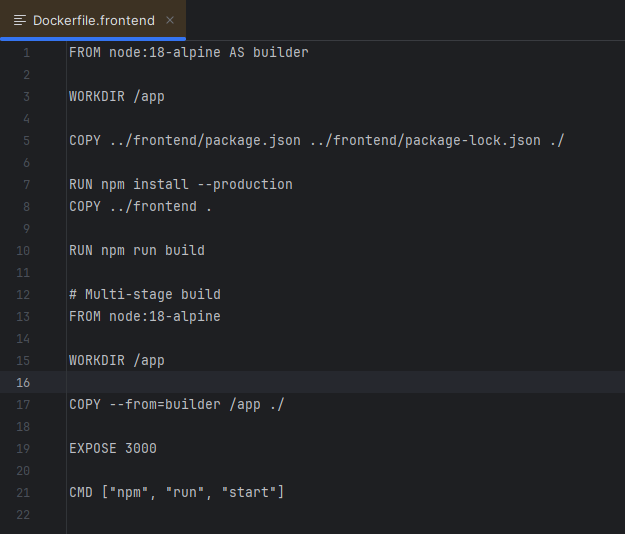 Dockerfile.frontend ×
1 FROM node:18-alpine AS builder
2
3 WORKDIR /app
4
5 COPY ../frontend/package.json ../frontend/package-lock.json ./
6
7 RUN npm install --production
8 COPY ../frontend .
9
10 RUN npm run build
11
12 # Multi-stage build
13 FROM node:18-alpine
14
15 WORKDIR /app
16
17 COPY --from=builder /app ./
18
19 EXPOSE 3000
20
21 CMD ["npm", "run", "start"]
22